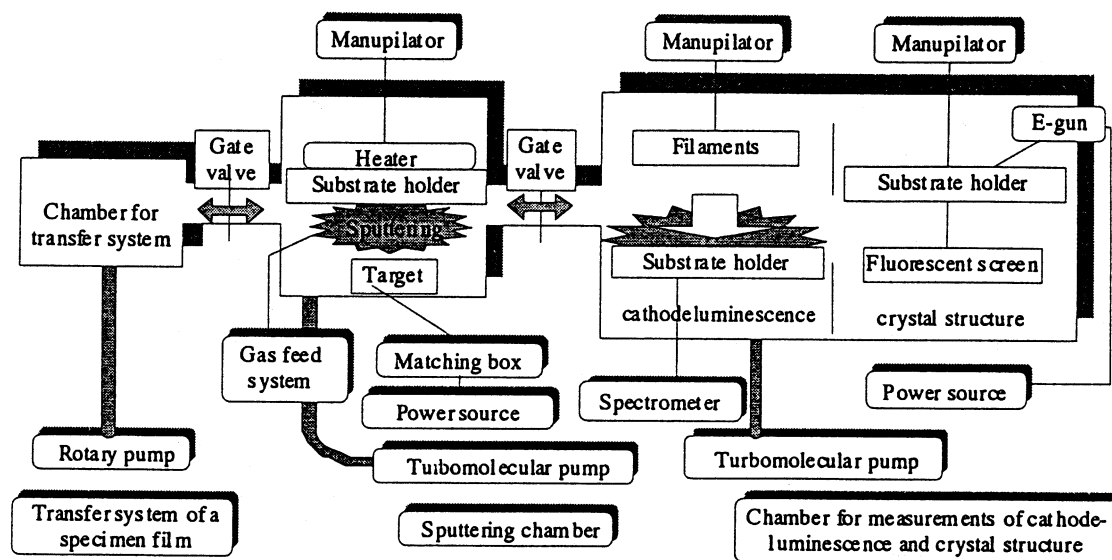 Manupilator
Manupilator
Manupilator
E-gun
Gate
valve
Heater
Gate
valve
Filaments
Substrate holder
Substrate holder
Chamber for
transfer system
Sputtering
Target
Substrate holder
Fluorescent screen
cathodeluminescence
crystal structure
Gas feed
system
Matching box
Power source
Spectrometer
Power source
Rotary pump
Turbomolecular pump
Turbomolecular pump
Transfer system of a
specimen film
Sputtering chamber
Chamber for measurements of cathode-
luminescence and crystal structure